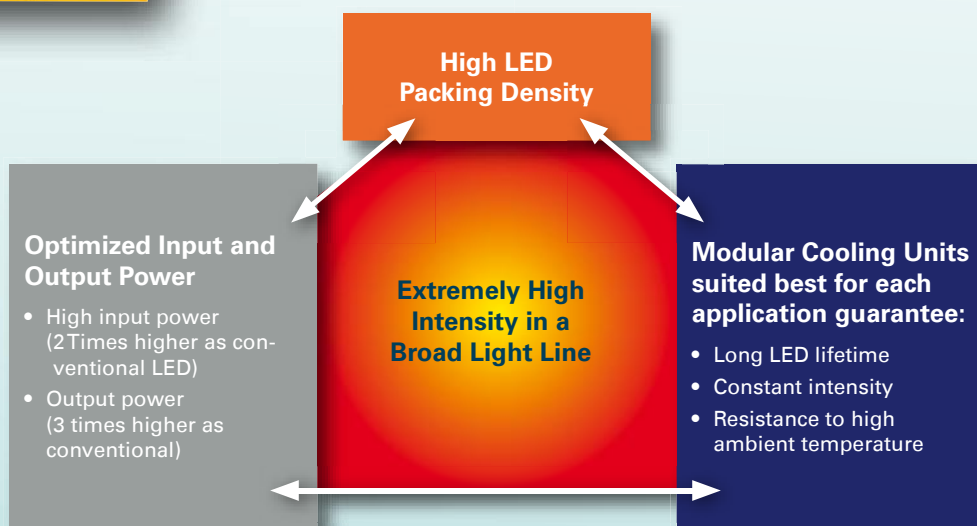 High LED
Packing Density
Optimized Input and
Output Power
• High input power
(2 Times higher as con-
ventional LED)
• Output power
(3 times higher as
conventional)
Extremely High
Intensity in a
Broad Light Line
Modular Cooling Units
suited best for each
application guarantee:
• Long LED lifetime
• Constant intensity
• Resistance to high
ambient temperature